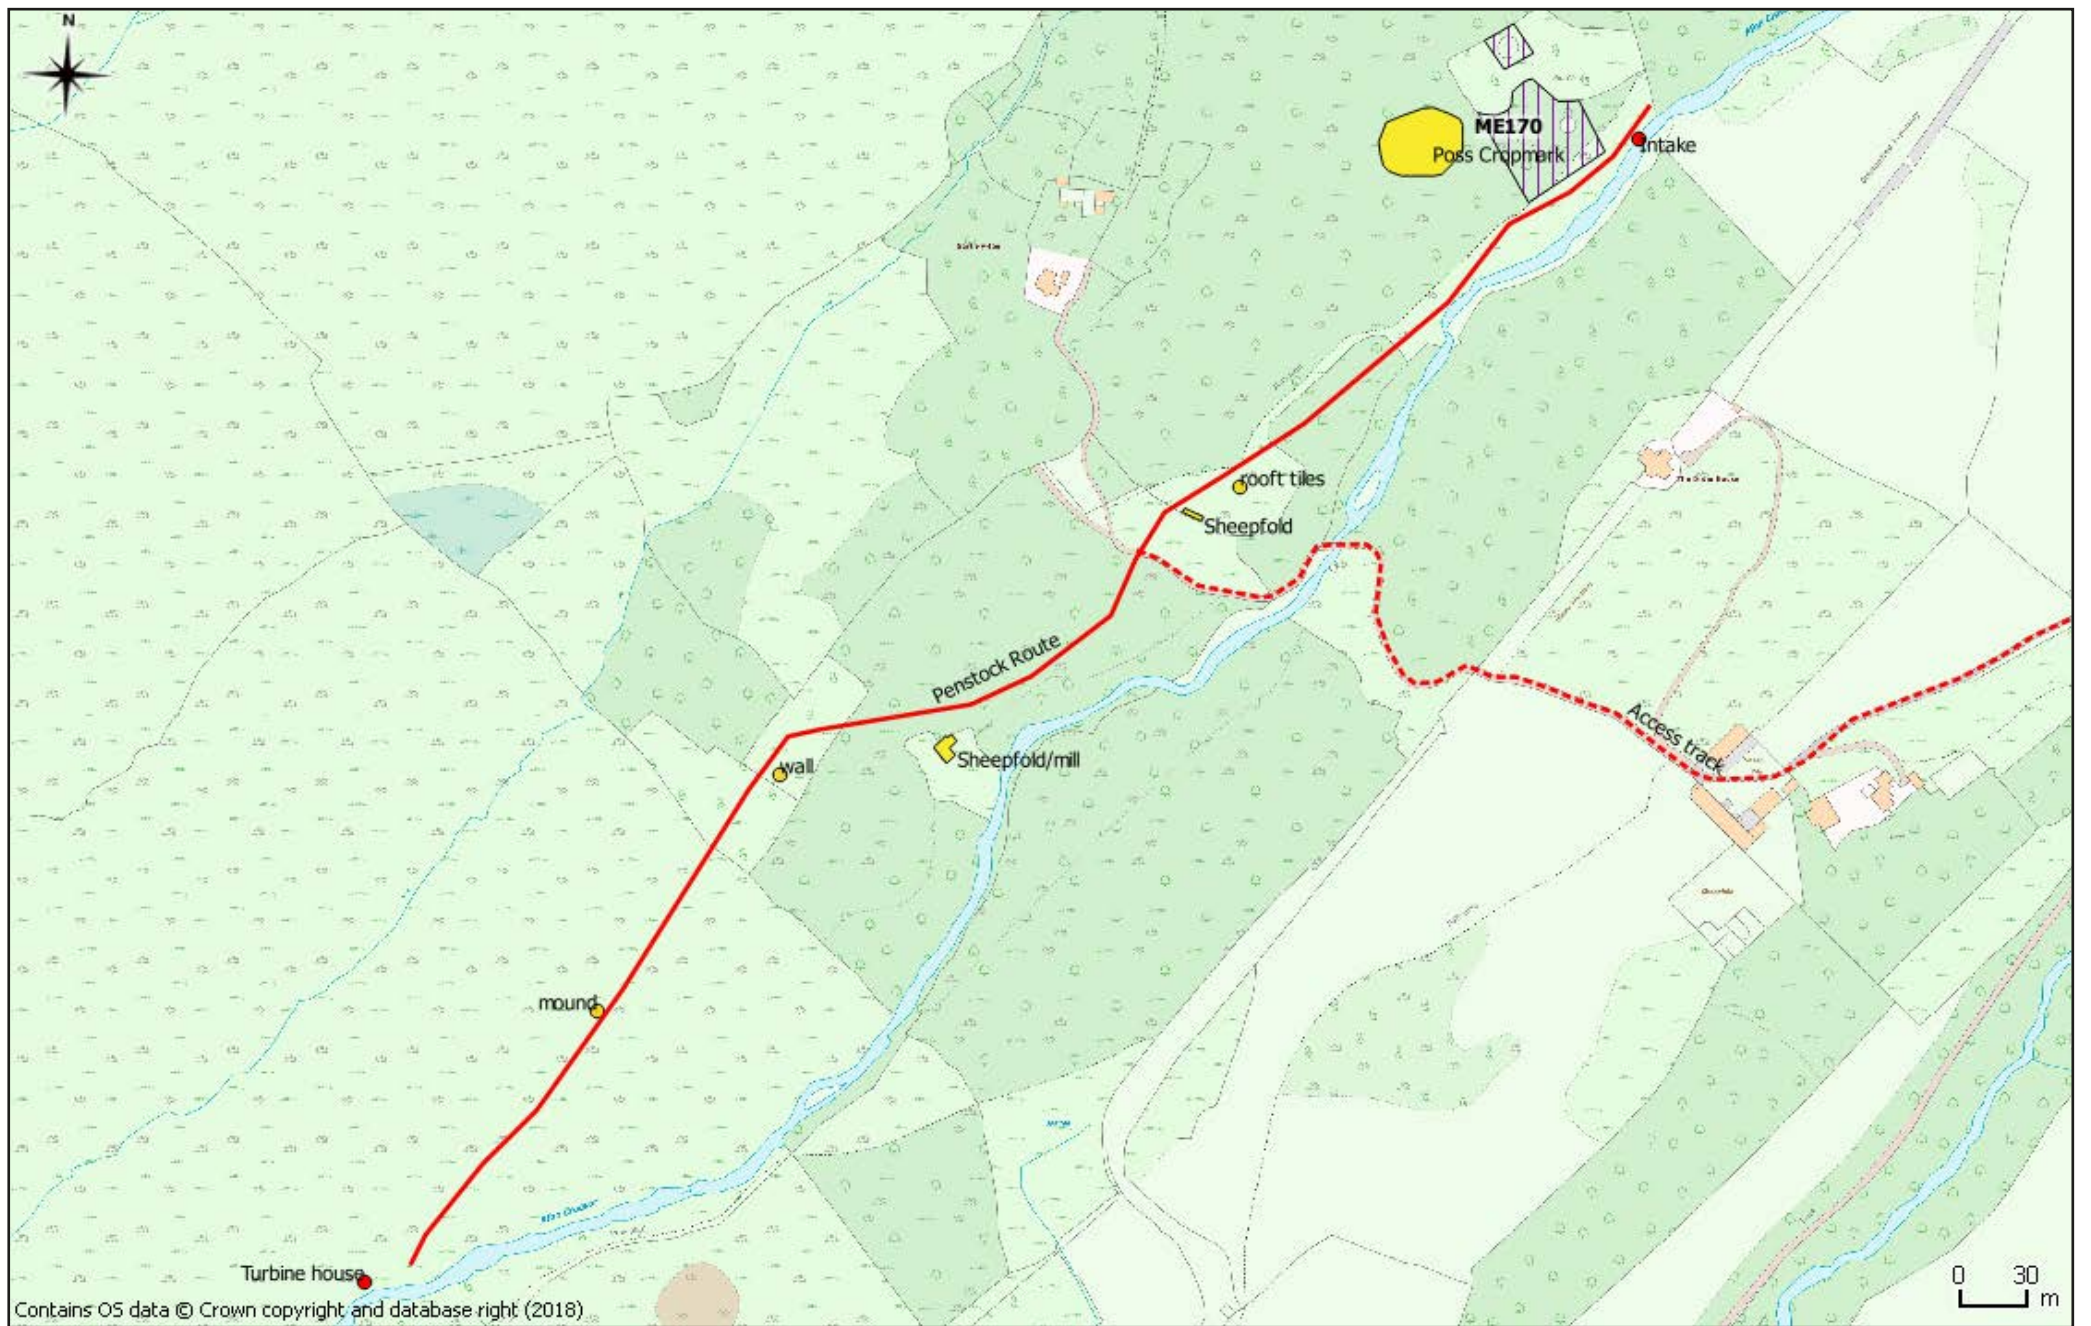 N
ME170
Poss Cropmark
Intake
rooft tiles
Sheepfold
Penstock Route
Access track
Sheepfold/mill
wall
mound
Turbine house
0 30
m
Contains OS data © Crown copyright and database right (2018)